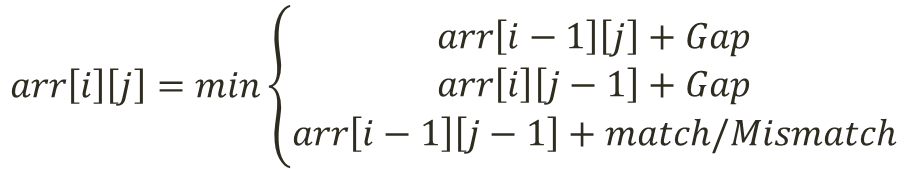 arr[i − 1][j] + Gap
arr[i][j] = min { arr[i][j − 1] + Gap
arr[i − 1][j − 1] + match/Mismatch